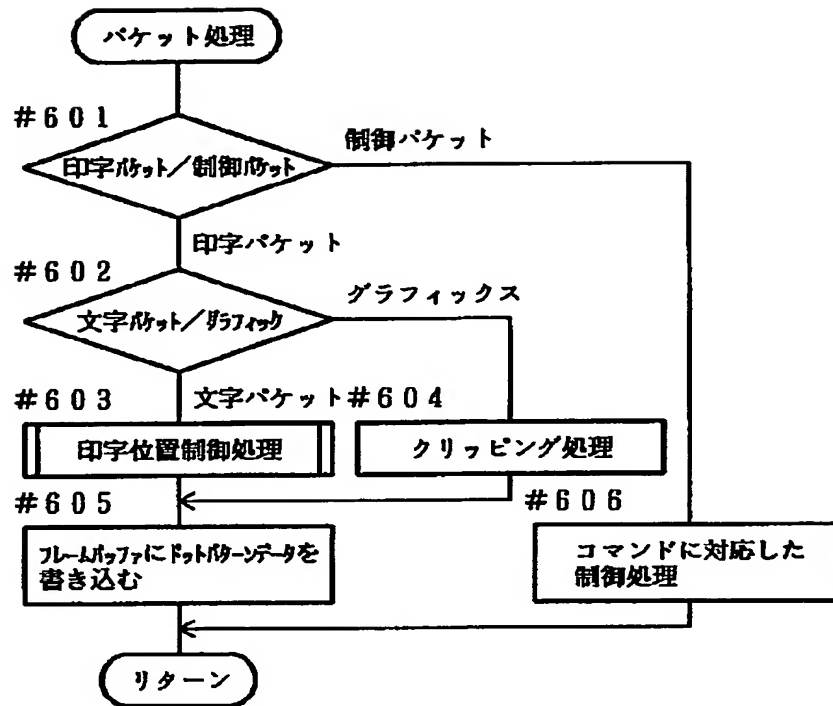 パケット処理
#601
制御パケット
印字パケット／制御パケット
印字パケット
#602
グラフィックス
文字パケット／グラフィック
#603
文字パケット
#604
印字位置制御処理
クリッピング処理
#605
#606
フレームバッファにドットパターンデータを
書き込む
コマンドに対応した
制御処理
リターン